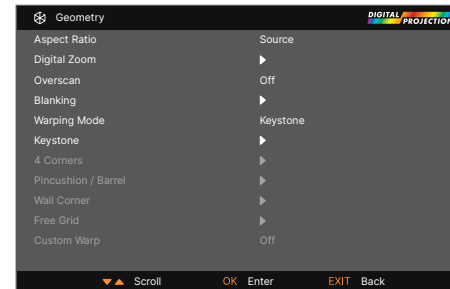 Geometry
DIGITAL
PROJECTION
Aspect Ratio Source
Digital Zoom
Overscan Off
Blanking
Warping Mode Keystone
Keystone
4 Corners
Pincushion / Barrel
Wall Corner
Free Grid
Custom Warp Off
Scroll OK Enter EXIT Back